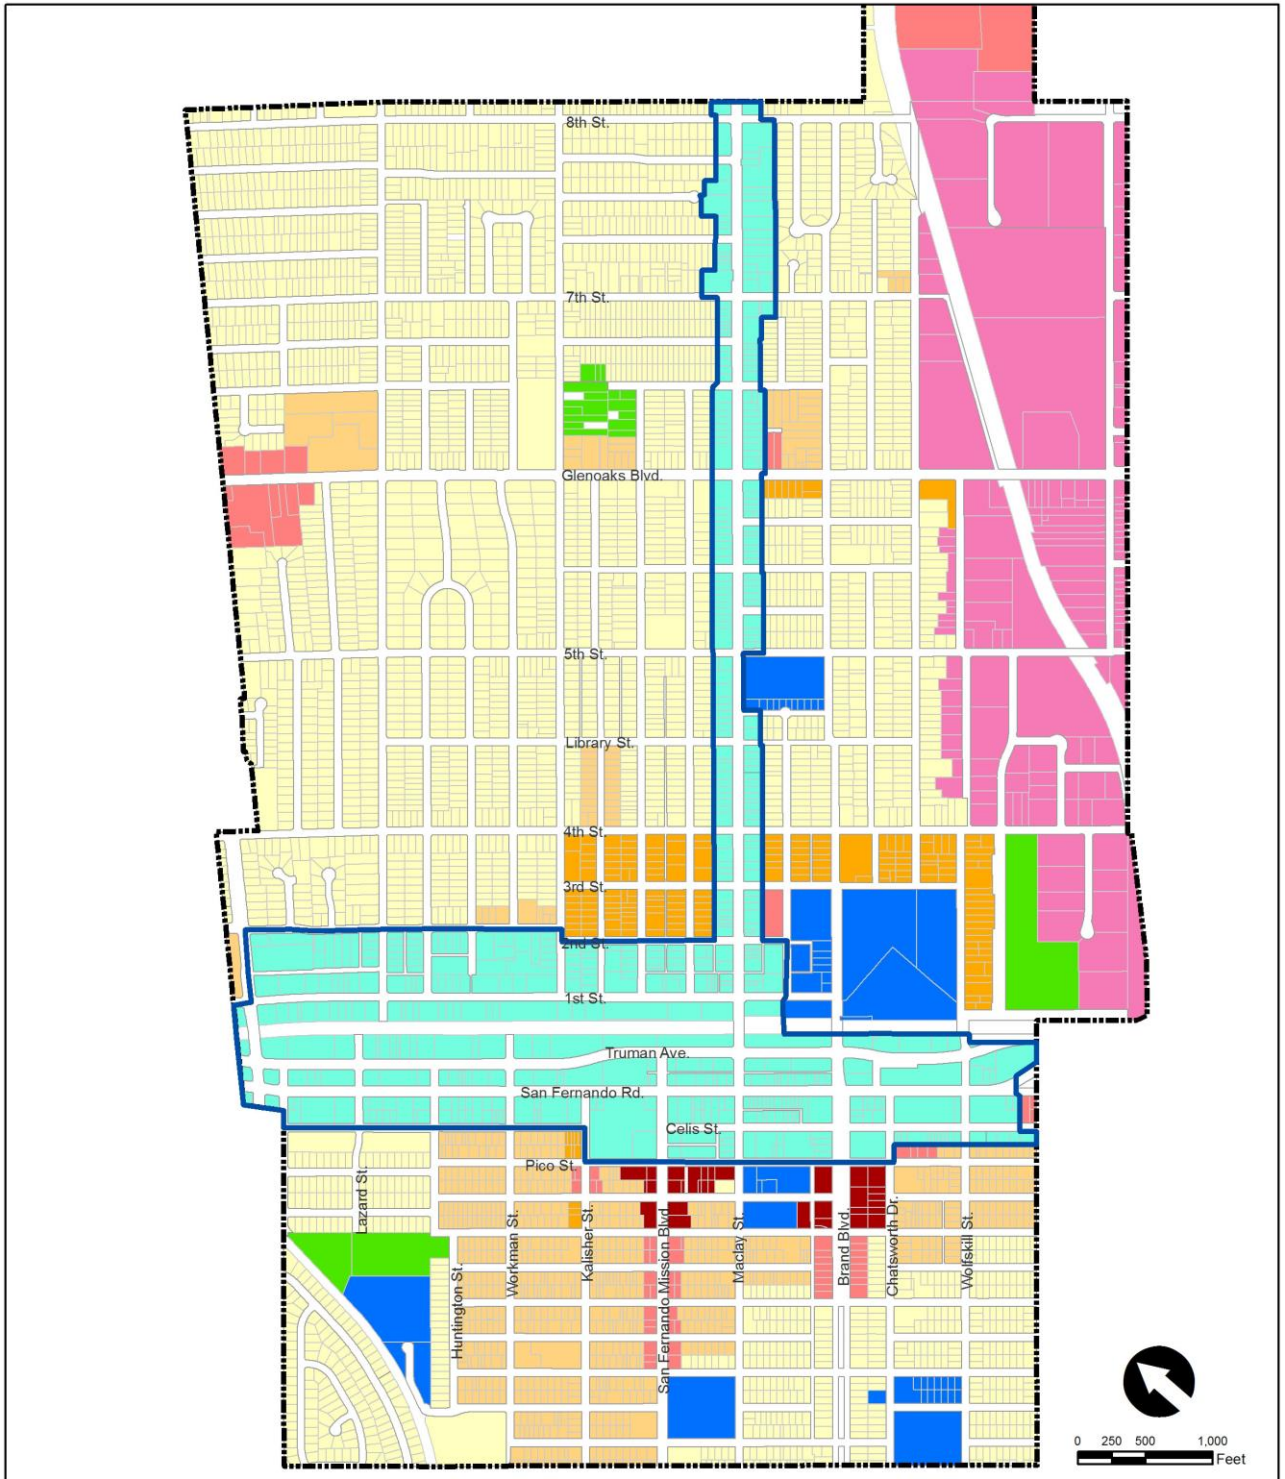 8th St.
7th St.
Glenoaks Blvd.
5th St.
Library St.
4th St.
3rd St.
2nd St.
1st St.
Truman Ave.
San Fernando Rd.
Celis St.
Pico St.
Lazard St.
Huntington St.
Workman St.
Kalisher St.
San Fernando Mission Blvd.
Maclay St.
Brand Blvd.
Chatsworth Dr.
Wolfskill St.
0 250 500 1,000
Feet